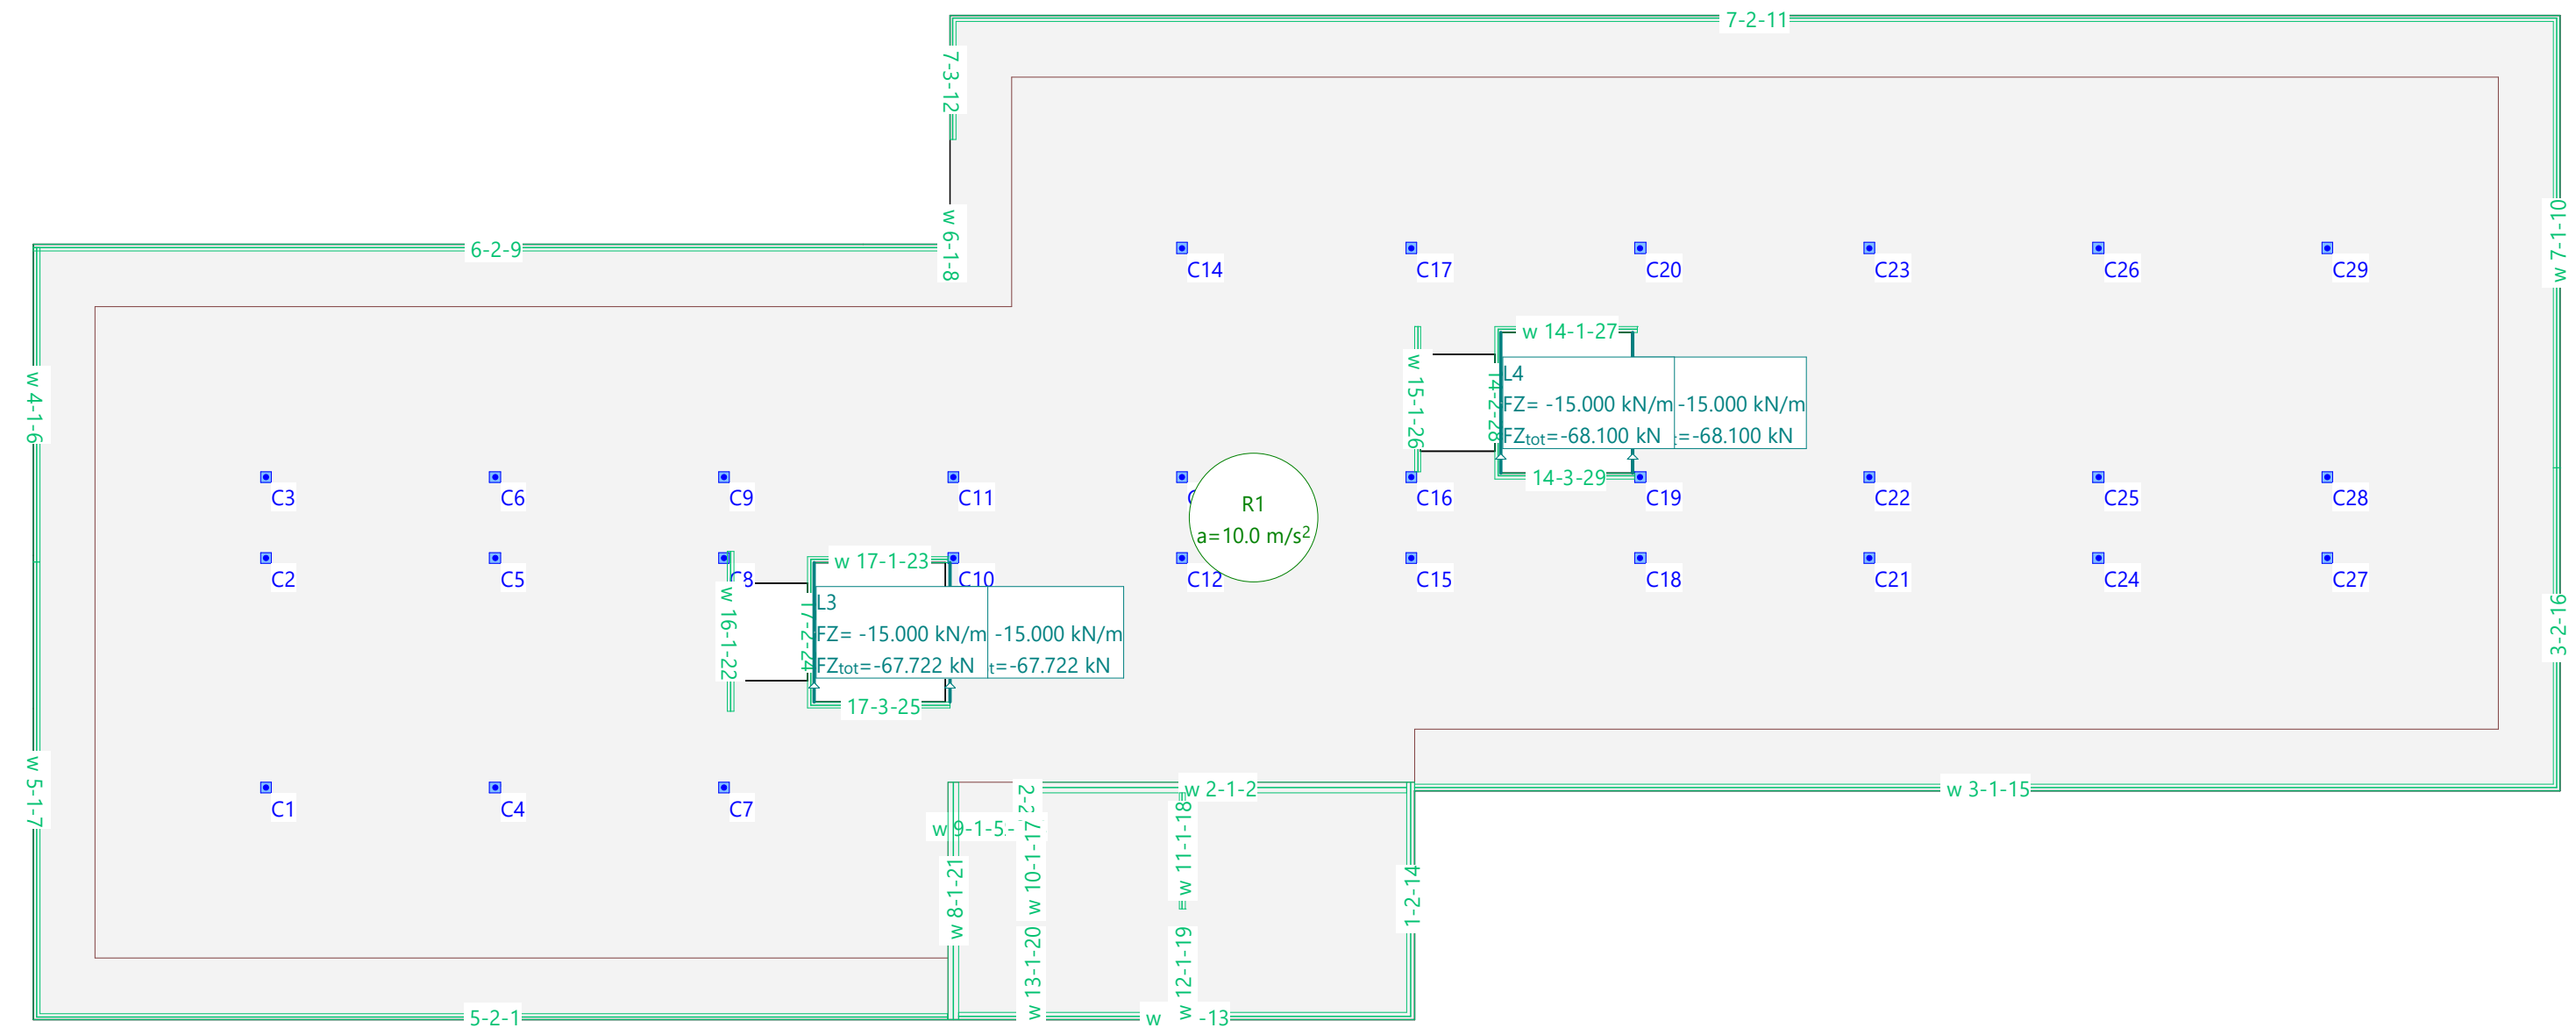 7-2-11
7-3-12
w 6-1-8
6-2-9
w 7-1-10
C14
C17
C20
C23
C26
C29
w 14-1-27
w 15-1-26
14-2-28
L4
FZ= -15.000 kN/m
-15.000 kN/m
FZtot=-68.100 kN
=-68.100 kN
14-3-29
w 4-1-6
C3
C6
C9
C11
C16
C19
C22
C25
C28
R1
a=10.0 m/s²
w 17-1-23
C2
C5
C8
C10
C12
C15
C18
C21
C24
C27
w 16-1-22
17-2-24
L3
FZ= -15.000 kN/m
-15.000 kN/m
FZtot=-67.722 kN
t=-67.722 kN
17-3-25
3-2-16
w 5-1-7
C1
C4
C7
w 2-1-2
w 3-1-15
w 9-1-5
w 10-1-17
w 11-1-18
w 8-1-21
1-2-14
w 13-1-20
w 12-1-19
5-2-1
w
-13